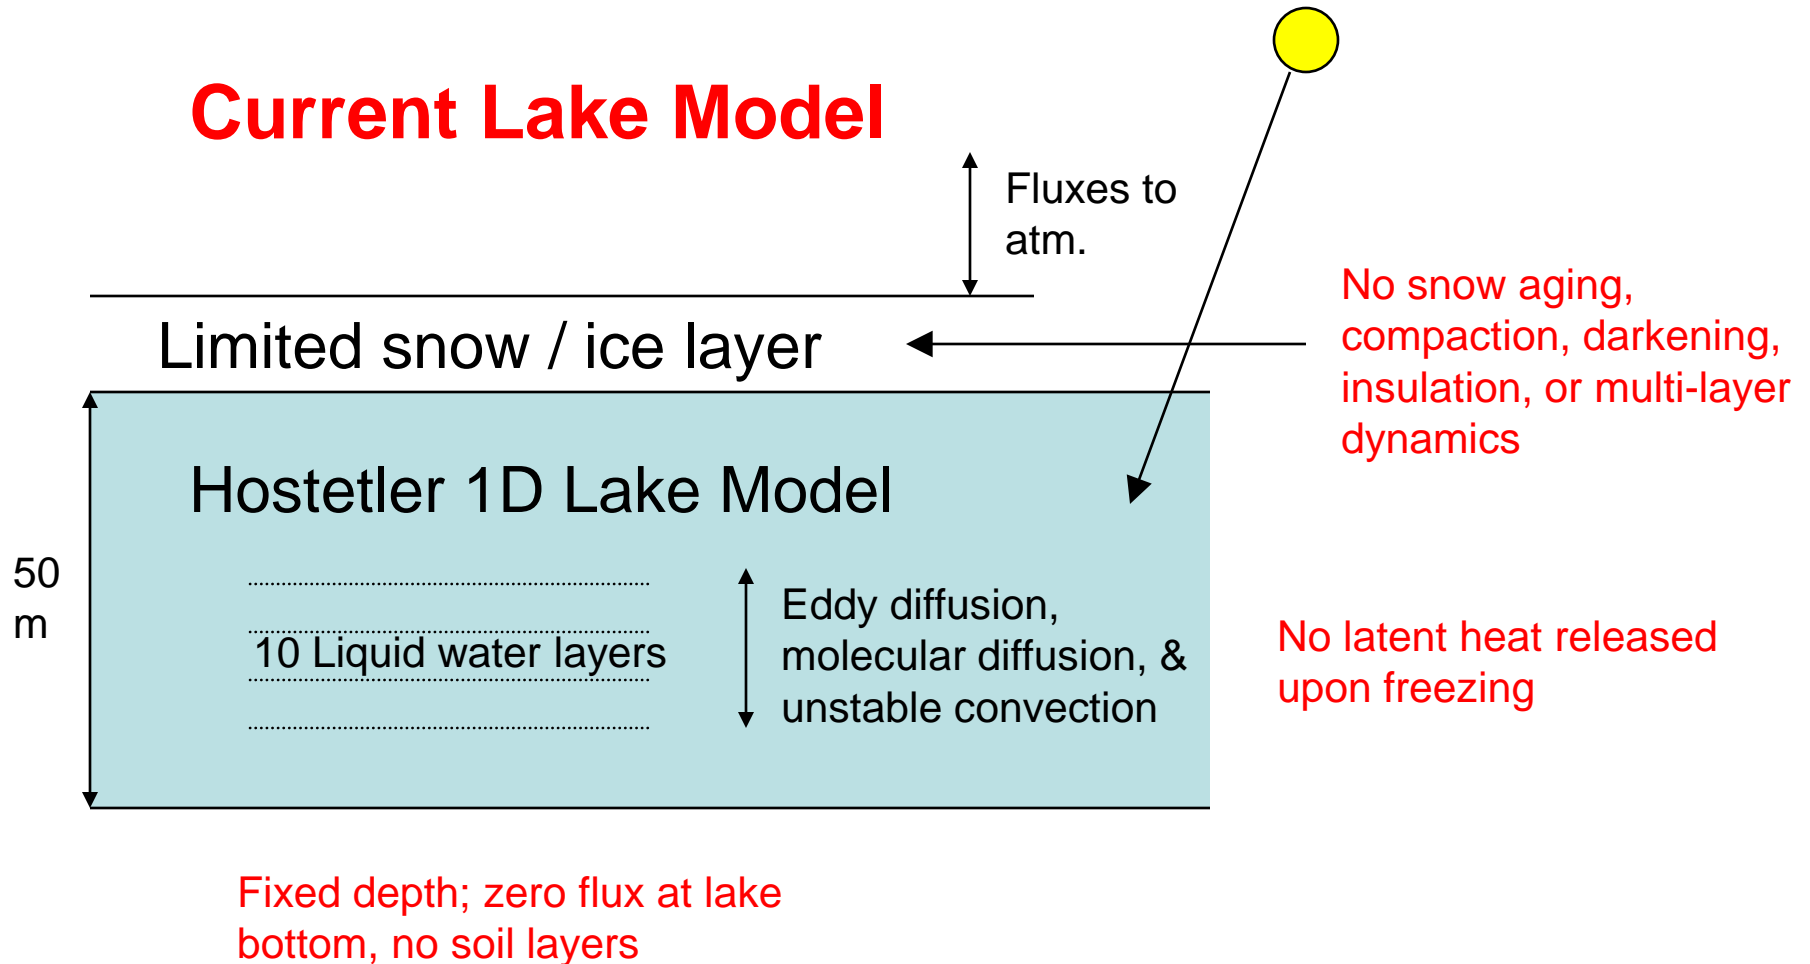 Current Lake Model
Fluxes to
atm.
Limited snow / ice layer
No snow aging,
compaction, darkening,
insulation, or multi-layer
dynamics
Hostetler 1D Lake Model
50
m
10 Liquid water layers
Eddy diffusion,
molecular diffusion, &
unstable convection
No latent heat released
upon freezing
Fixed depth; zero flux at lake
bottom, no soil layers